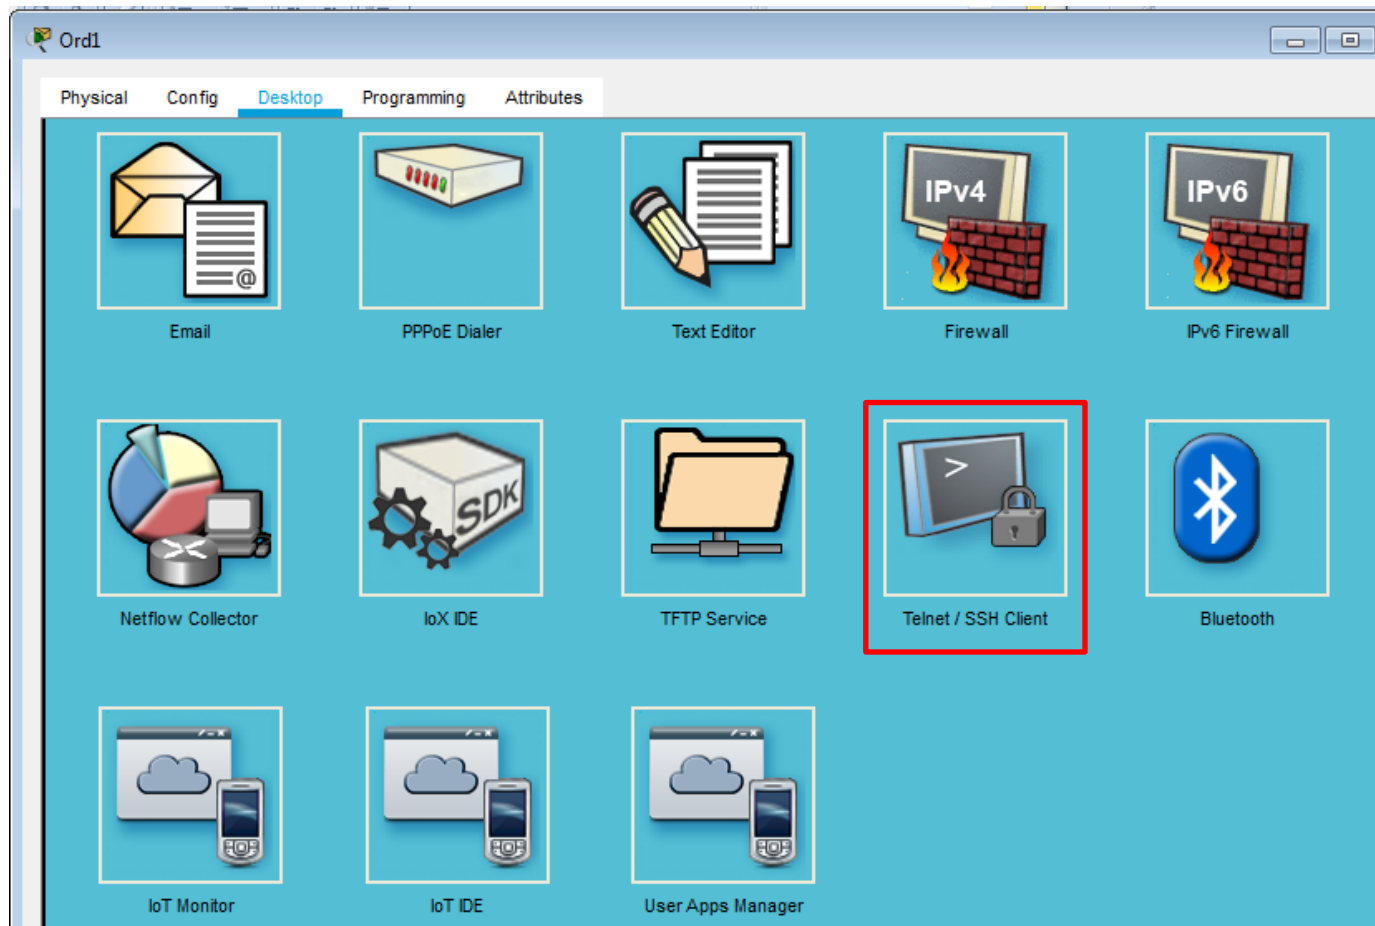 Ord1
Physical Config Desktop Programming Attributes
IPv4
IPv6
@
Email PPPoE Dialer Text Editor Firewall IPv6 Firewall
SDK
>
Netflow Collector IoX IDE TFTP Service Telnet / SSH Client Bluetooth
IoT Monitor IoT IDE User Apps Manager